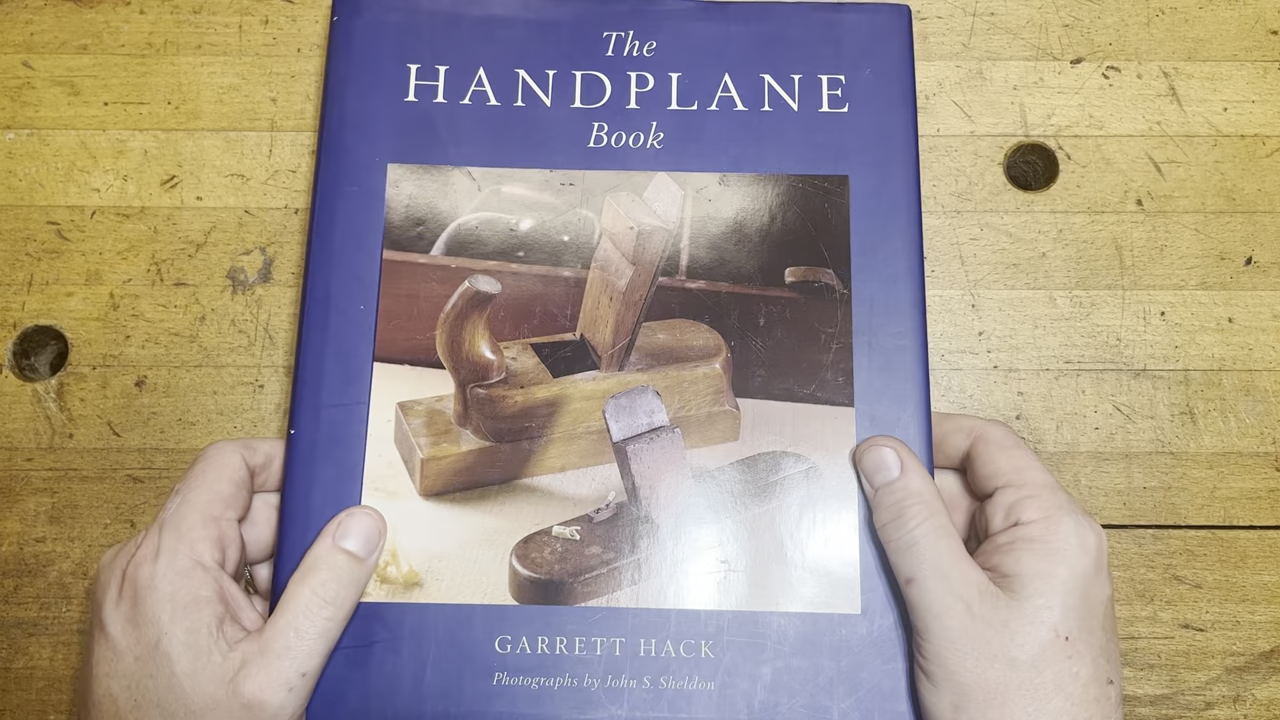 The
HANDPLANE
Book
GARRETT HACK
Photographs by John S. Sheldon